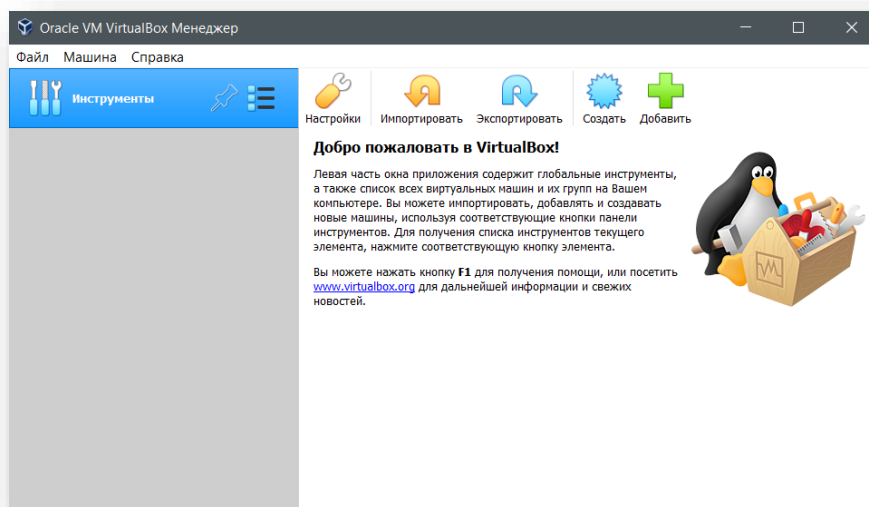 Oracle VM VirtualBox Менеджер
Файл Машина Справка
Инструменты
Настройки Импортировать Экспортировать Создать Добавить
Добро пожаловать в VirtualBox!
Левая часть окна приложения содержит глобальные инструменты,
а также список всех виртуальных машин и их групп на Вашем
компьютере. Вы можете импортировать, добавлять и создавать
новые машины, используя соответствующие кнопки панели
инструментов. Для получения списка инструментов текущего
элемента, нажмите соответствующую кнопку элемента.
Вы можете нажать кнопку F1 для получения помощи, или посетить
www.virtualbox.org для дальнейшей информации и свежих
новостей.